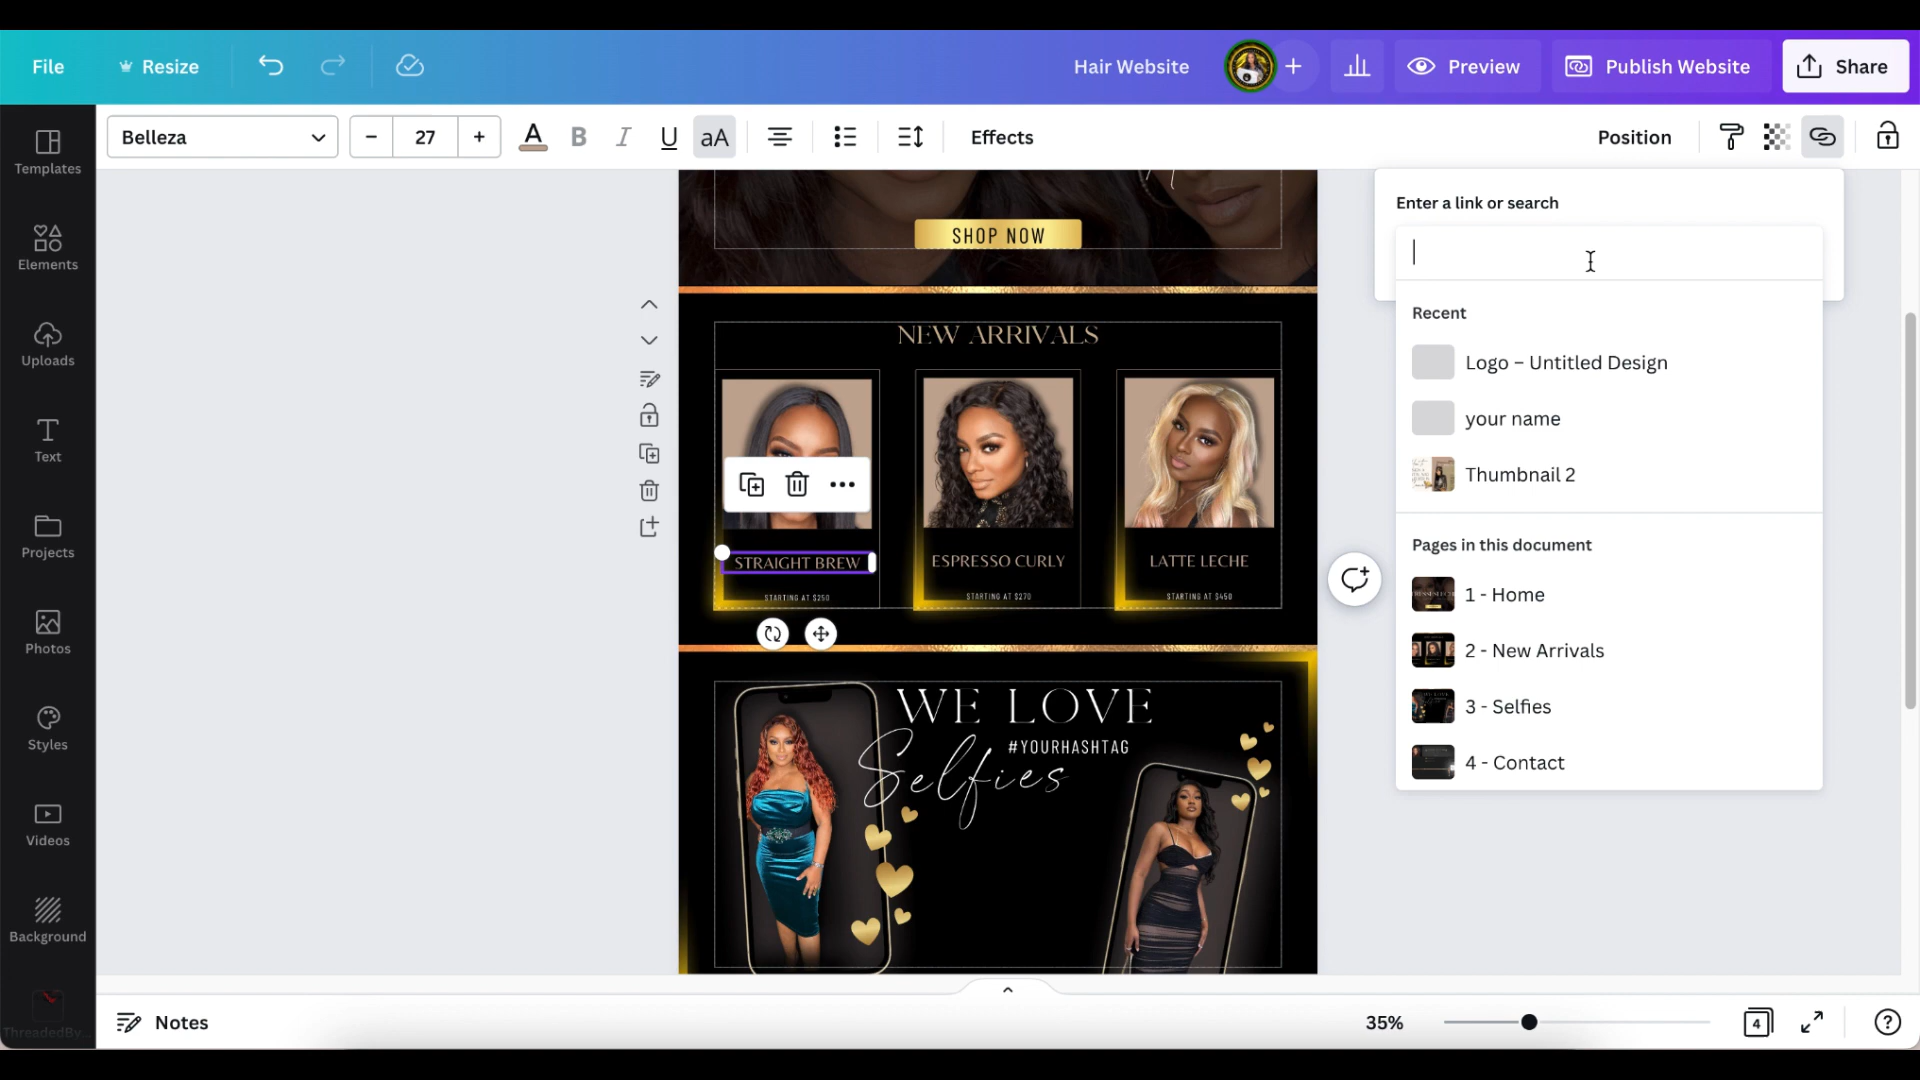 File
Resize
Hair Website
Preview
Publish Website
Share
Belleza
27
A
B
I
U
aA
Effects
Position
Templates
Elements
Uploads
Text
Projects
Photos
Styles
Videos
Background
ThreadedBy...
SHOP NOW
NEW ARRIVALS
STRAIGHT BREW
ESPRESSO CURLY
LATTE LECHE
STARTING AT $250
STARTING AT $270
STARTING AT $450
WE LOVE
#YOURHASHTAG
Selfies
Enter a link or search
Recent
Logo – Untitled Design
your name
Thumbnail 2
Pages in this document
1 - Home
2 - New Arrivals
3 - Selfies
4 - Contact
Notes
35%
4